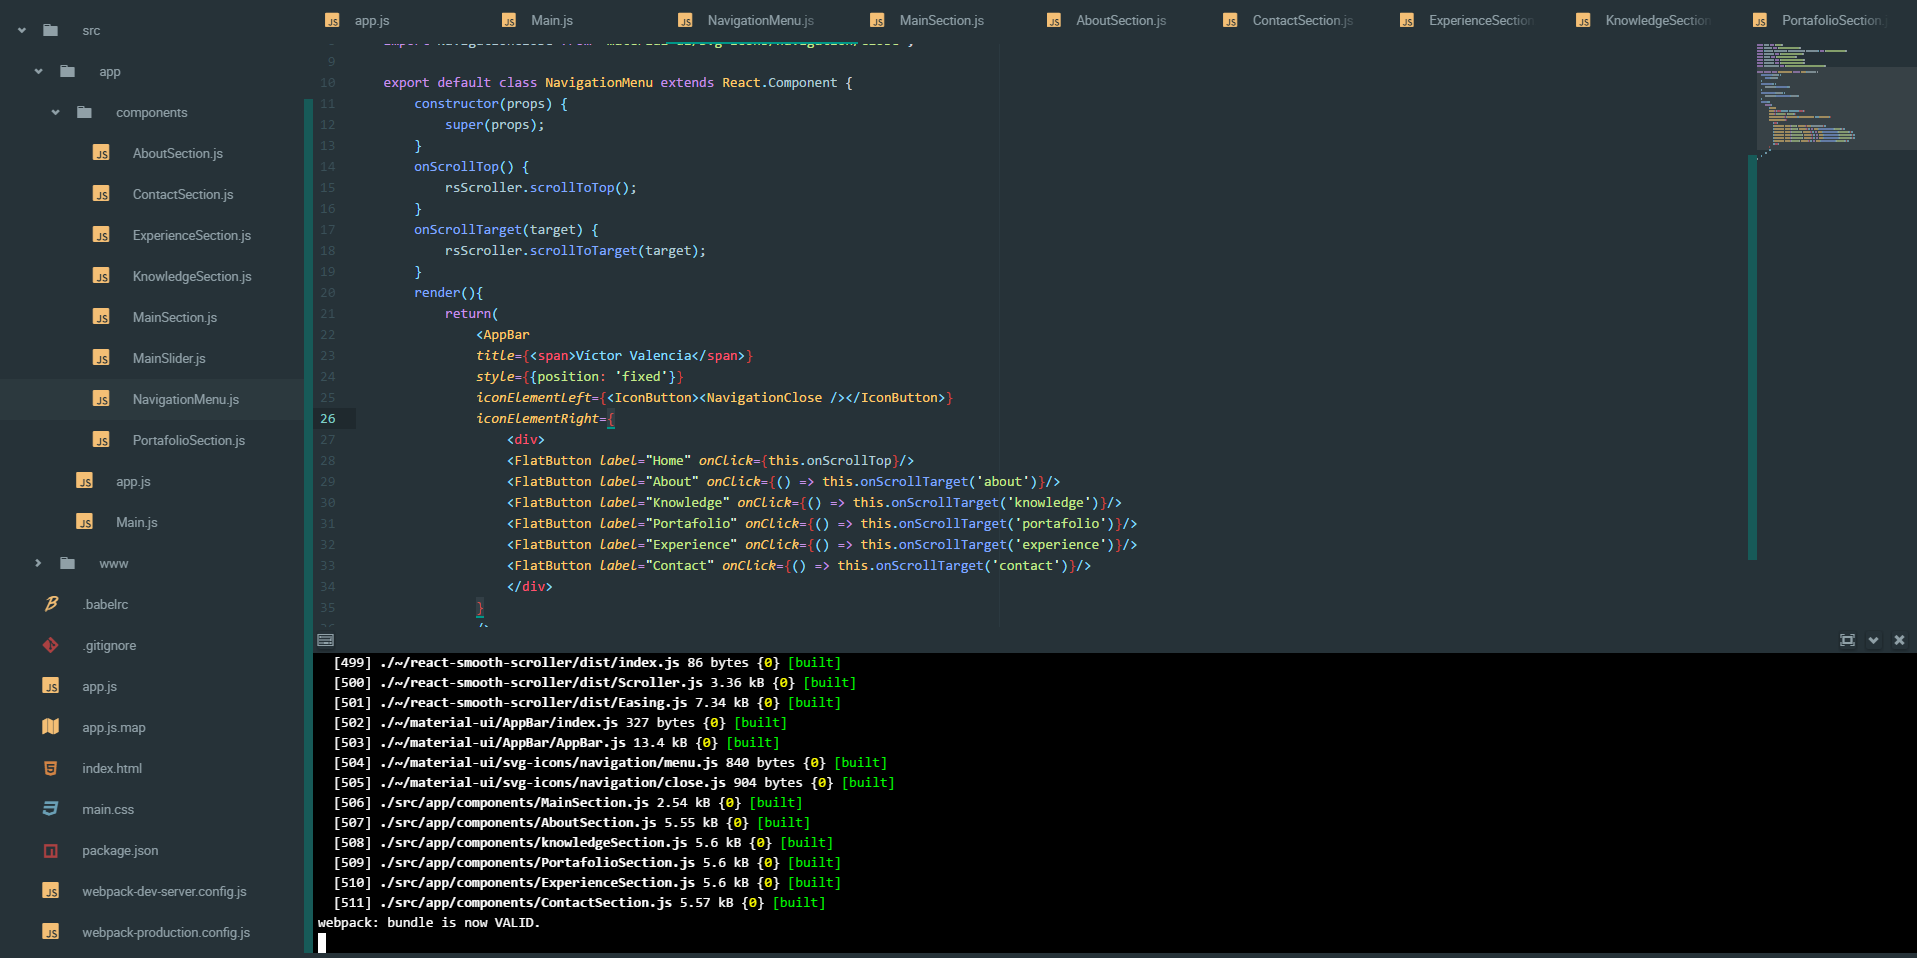 src
app
components
AboutSection.js
ContactSection.js
ExperienceSection.js
KnowledgeSection.js
MainSection.js
MainSlider.js
NavigationMenu.js
PortafolioSection.js
app.js
Main.js
www
.babelrc
.gitignore
app.js
app.js.map
index.html
main.css
package.json
webpack-dev-server.config.js
webpack-production.config.js
app.js Main.js NavigationMenu.js MainSection.js AboutSection.js ContactSection.js ExperienceSection KnowledgeSection PortafolioSection.
9
10 export default class NavigationMenu extends React.Component {
11 constructor(props) {
12 super(props);
13 }
14 onScrollTop() {
15 rsScroller.scrollToTop();
16 }
17 onScrollTarget(target) {
18 rsScroller.scrollToTarget(target);
19 }
20 render(){
21 return(
22 <AppBar
23 title={<span>Víctor Valencia</span>}
24 style={{position: 'fixed'}}
25 iconElementLeft={<IconButton><NavigationClose /></IconButton>}
26 iconElementRight={
27 <div>
28 <FlatButton label="Home" onClick={this.onScrollTop}/>
29 <FlatButton label="About" onClick={() => this.onScrollTarget('about')}/>
30 <FlatButton label="Knowledge" onClick={() => this.onScrollTarget('knowledge')}/>
31 <FlatButton label="Portafolio" onClick={() => this.onScrollTarget('portafolio')}/>
32 <FlatButton label="Experience" onClick={() => this.onScrollTarget('experience')}/>
33 <FlatButton label="Contact" onClick={() => this.onScrollTarget('contact')}/>
34 </div>
35 }
[499] ./~/react-smooth-scroller/dist/index.js 86 bytes {0} [built]
[500] ./~/react-smooth-scroller/dist/Scroller.js 3.36 kB {0} [built]
[501] ./~/react-smooth-scroller/dist/Easing.js 7.34 kB {0} [built]
[502] ./~/material-ui/AppBar/index.js 327 bytes {0} [built]
[503] ./~/material-ui/AppBar/AppBar.js 13.4 kB {0} [built]
[504] ./~/material-ui/svg-icons/navigation/menu.js 840 bytes {0} [built]
[505] ./~/material-ui/svg-icons/navigation/close.js 904 bytes {0} [built]
[506] ./src/app/components/MainSection.js 2.54 kB {0} [built]
[507] ./src/app/components/AboutSection.js 5.55 kB {0} [built]
[508] ./src/app/components/knowledgeSection.js 5.6 kB {0} [built]
[509] ./src/app/components/PortafolioSection.js 5.6 kB {0} [built]
[510] ./src/app/components/ExperienceSection.js 5.6 kB {0} [built]
[511] ./src/app/components/ContactSection.js 5.57 kB {0} [built]
webpack: bundle is now VALID.